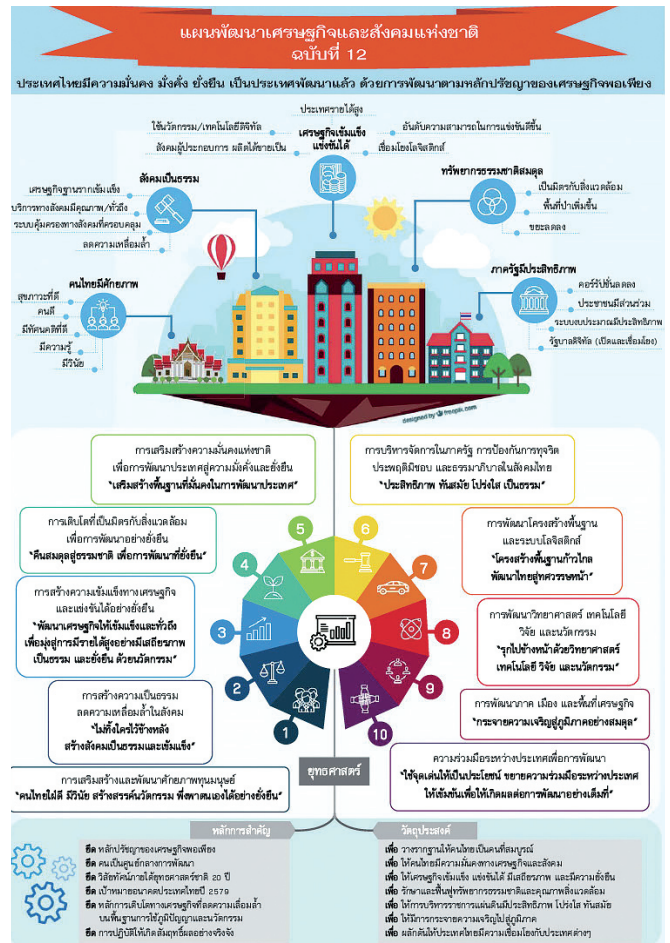 แผนพัฒนาเศรษฐกิจและสังคมแห่งชาติ
ฉบับที่ 12
ประเทศไทยมีความมั่นคง มั่งคั่ง ยั่งยืน เป็นประเทศพัฒนาแล้ว ด้วยการพัฒนาตามหลักปรัชญาของเศรษฐกิจพอเพียง
ประเทศรายได้สูง
ใช้นวัตกรรม/เทคโนโลยีดิจิทัล
เศรษฐกิจเข้มแข็ง
แข่งขันได้
อันดับความสามารถในการแข่งขันดีขึ้น
สังคมผู้ประกอบการ ผลิตได้ขายเป็น
เชื่อมโยงโลจิสติกส์
สังคมเป็นธรรม
เศรษฐกิจฐานรากเข้มแข็ง
บริการทางสังคมมีคุณภาพ/ทั่วถึง
ระบบคุ้มครองทางสังคมที่ครอบคลุม
ลดความเหลื่อมล้ำ
ทรัพยากรธรรมชาติสมดุล
เป็นมิตรกับสิ่งแวดล้อม
พื้นที่ป่าเพิ่มขึ้น
ขยะลดลง
คนไทยมีศักยภาพ
สุขภาวะที่ดี
คนดี
มีทัศนคติที่ดี
มีความรู้
มีวินัย
ภาครัฐมีประสิทธิภาพ
คอร์รัปชั่นลดลง
ประชาชนมีส่วนร่วม
ระบบงบประมาณมีประสิทธิภาพ
รัฐบาลดิจิทัล (เปิดและเชื่อมโยง)
designed by freepik.com
การเสริมสร้างความมั่นคงแห่งชาติ
เพื่อการพัฒนาประเทศสู่ความมั่งคั่งและยั่งยืน
"เสริมสร้างพื้นฐานที่มั่นคงในการพัฒนาประเทศ"
การบริหารจัดการในภาครัฐ การป้องกันการทุจริต
ประพฤติมิชอบ และธรรมาภิบาลในสังคมไทย
"ประสิทธิภาพ ทันสมัย โปร่งใส เป็นธรรม"
การเติบโตที่เป็นมิตรกับสิ่งแวดล้อม
เพื่อการพัฒนาอย่างยั่งยืน
"คืนสมดุลสู่ธรรมชาติ เพื่อการพัฒนาที่ยั่งยืน"
การพัฒนาโครงสร้างพื้นฐาน
และระบบโลจิสติกส์
"โครงสร้างพื้นฐานก้าวไกล
พัฒนาไทยสู่ทศวรรษหน้า"
การสร้างความเข้มแข็งทางเศรษฐกิจ
และแข่งขันได้อย่างยั่งยืน
"พัฒนาเศรษฐกิจให้เข้มแข็งและทั่วถึง
เพื่อมุ่งสู่การมีรายได้สูงอย่างมีเสถียรภาพ
เป็นธรรม และยั่งยืน ด้วยนวัตกรรม"
การพัฒนาวิทยาศาสตร์ เทคโนโลยี
วิจัย และนวัตกรรม
"รุกไปข้างหน้าด้วยวิทยาศาสตร์
เทคโนโลยี วิจัย และนวัตกรรม"
การสร้างความเป็นธรรม
ลดความเหลื่อมล้ำในสังคม
"ไม่ทิ้งใครไว้ข้างหลัง
สร้างสังคมเป็นธรรมและเข้มแข็ง"
การพัฒนาภาค เมือง และพื้นที่เศรษฐกิจ
"กระจายความเจริญสู่ภูมิภาคอย่างสมดุล"
การเสริมสร้างและพัฒนาศักยภาพทุนมนุษย์
"คนไทยใฝ่ดี มีวินัย สร้างสรรค์นวัตกรรม พึ่งพาตนเองได้อย่างยั่งยืน"
ความร่วมมือระหว่างประเทศเพื่อการพัฒนา
"ใช้จุดเด่นให้เป็นประโยชน์ ขยายความร่วมมือระหว่างประเทศ
ให้เข้มข้นเพื่อให้เกิดผลต่อการพัฒนาอย่างเต็มที่"
1
2
3
4
5
6
7
8
9
10
ยุทธศาสตร์
หลักการสำคัญ
ยึด หลักปรัชญาของเศรษฐกิจพอเพียง
ยึด คนเป็นศูนย์กลางการพัฒนา
ยึด วิสัยทัศน์ภายใต้ยุทธศาสตร์ชาติ 20 ปี
ยึด เป้าหมายอนาคตประเทศไทยปี 2579
ยึด หลักการเติบโตทางเศรษฐกิจที่ลดความเหลื่อมล้ำ
บนพื้นฐานการใช้ภูมิปัญญาและนวัตกรรม
ยึด การปฏิบัติให้เกิดสัมฤทธิ์ผลอย่างจริงจัง
วัตถุประสงค์
เพื่อ วางรากฐานให้คนไทยเป็นคนที่สมบูรณ์
เพื่อ ให้คนไทยมีความมั่นคงทางเศรษฐกิจและสังคม
เพื่อ ให้เศรษฐกิจเข้มแข็ง แข่งขันได้ มีเสถียรภาพ และมีความยั่งยืน
เพื่อ รักษาและฟื้นฟูทรัพยากรธรรมชาติและคุณภาพสิ่งแวดล้อม
เพื่อ ให้การบริหารราชการแผ่นดินมีประสิทธิภาพ โปร่งใส ทันสมัย
เพื่อ ให้มีการกระจายความเจริญไปสู่ภูมิภาค
เพื่อ ผลักดันให้ประเทศไทยมีความเชื่อมโยงกับประเทศต่างๆ